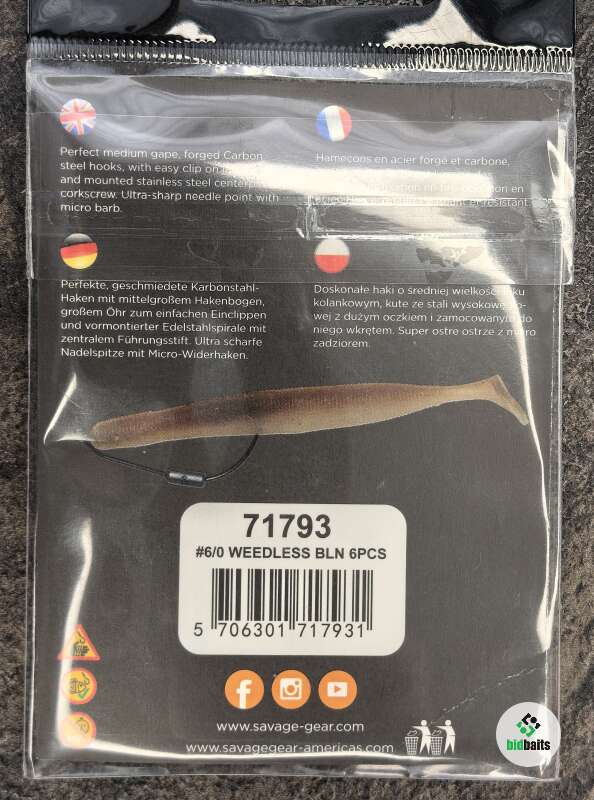 Perfect medium gape, forged Carbon
steel hooks, with easy clip on
and mounted stainless steel
corkscrew. Ultra-sharp needle point with
micro barb.
Hameçons en acier forgé et carbone,
en
et résistant.
Perfekte, geschmiedete Karbonstahl-
Haken mit mittelgroßem Hakenbogen,
großem Öhr zum einfachen Einclippen
und vormontierter Edelstahlspirale mit
zentralem Führungsstift. Ultra scharfe
Nadelspitze mit Micro-Widerhaken.
Doskonałe haki o średniej
kolankowym, kute ze stali
wej z dużym oczkiem i zamocowanym do
niego wkrętem. Super ostre ostrze z
zadziorem.
71793
#6/0 WEEDLESS BLN 6PCS
5 706301 717931
www.savage-gear.com
www.savagegear-americas.com
bidbaits